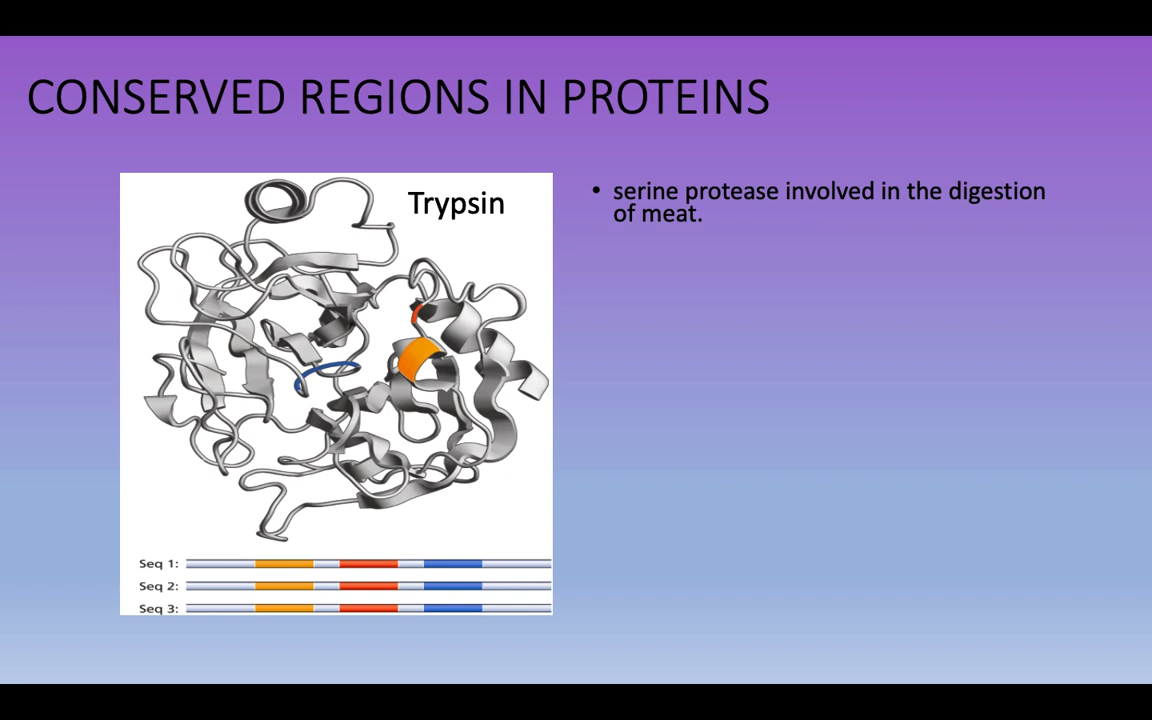 CONSERVED REGIONS IN PROTEINS
Trypsin
• serine protease involved in the digestion
of meat.
Seq 1:
Seq 2:
Seq 3: